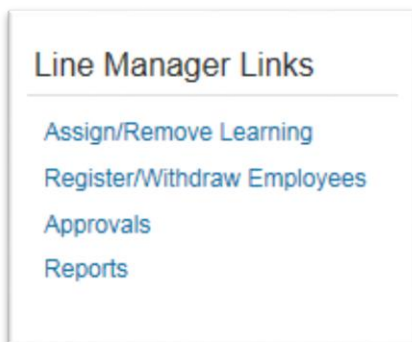 Line Manager Links
Assign/Remove Learning
Register/Withdraw Employees
Approvals
Reports